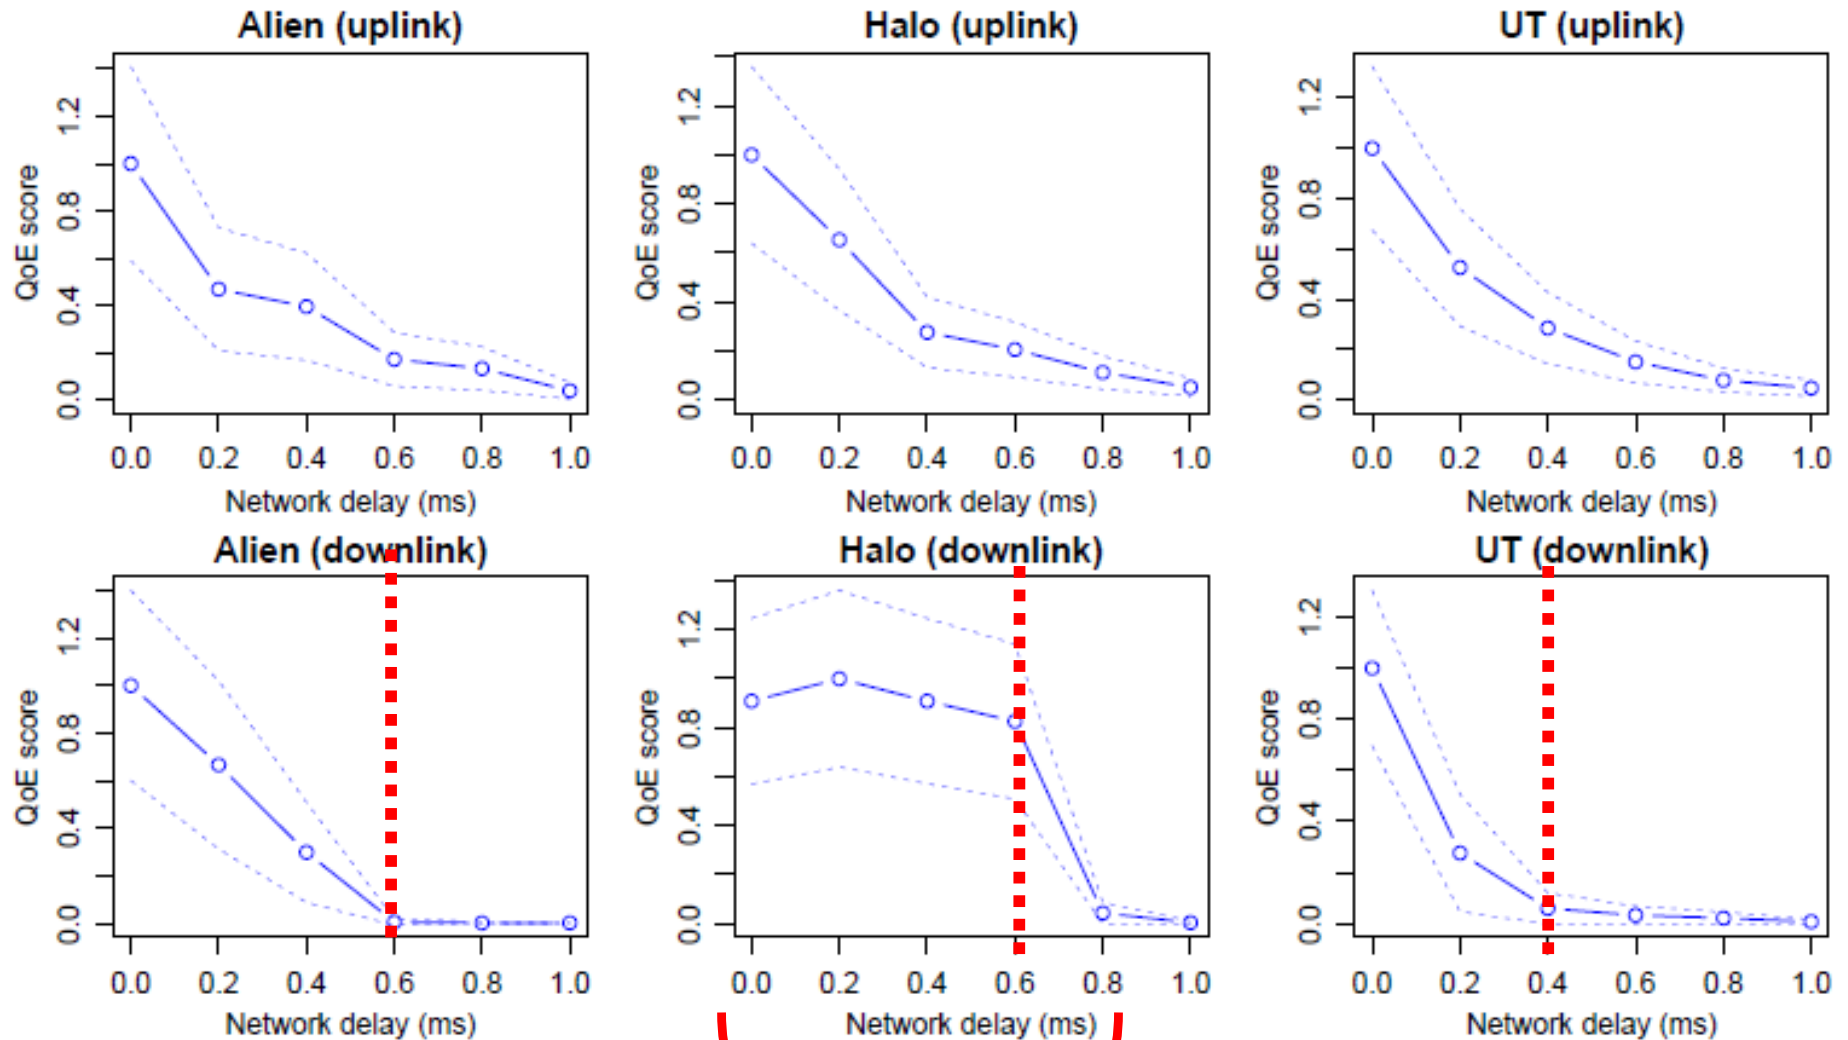 Alien (uplink)
Halo (uplink)
UT (uplink)
QoE score
0.0 0.4 0.8 1.2
0.0 0.2 0.4 0.6 0.8 1.0
Network delay (ms)
QoE score
0.0 0.4 0.8 1.2
0.0 0.2 0.4 0.6 0.8 1.0
Network delay (ms)
QoE score
0.0 0.4 0.8 1.2
0.0 0.2 0.4 0.6 0.8 1.0
Network delay (ms)
Alien (downlink)
Halo (downlink)
UT (downlink)
QoE score
0.0 0.4 0.8 1.2
0.0 0.2 0.4 0.6 0.8 1.0
Network delay (ms)
QoE score
0.0 0.4 0.8 1.2
0.0 0.2 0.4 0.6 0.8 1.0
Network delay (ms)
QoE score
0.0 0.4 0.8 1.2
0.0 0.2 0.4 0.6 0.8 1.0
Network delay (ms)